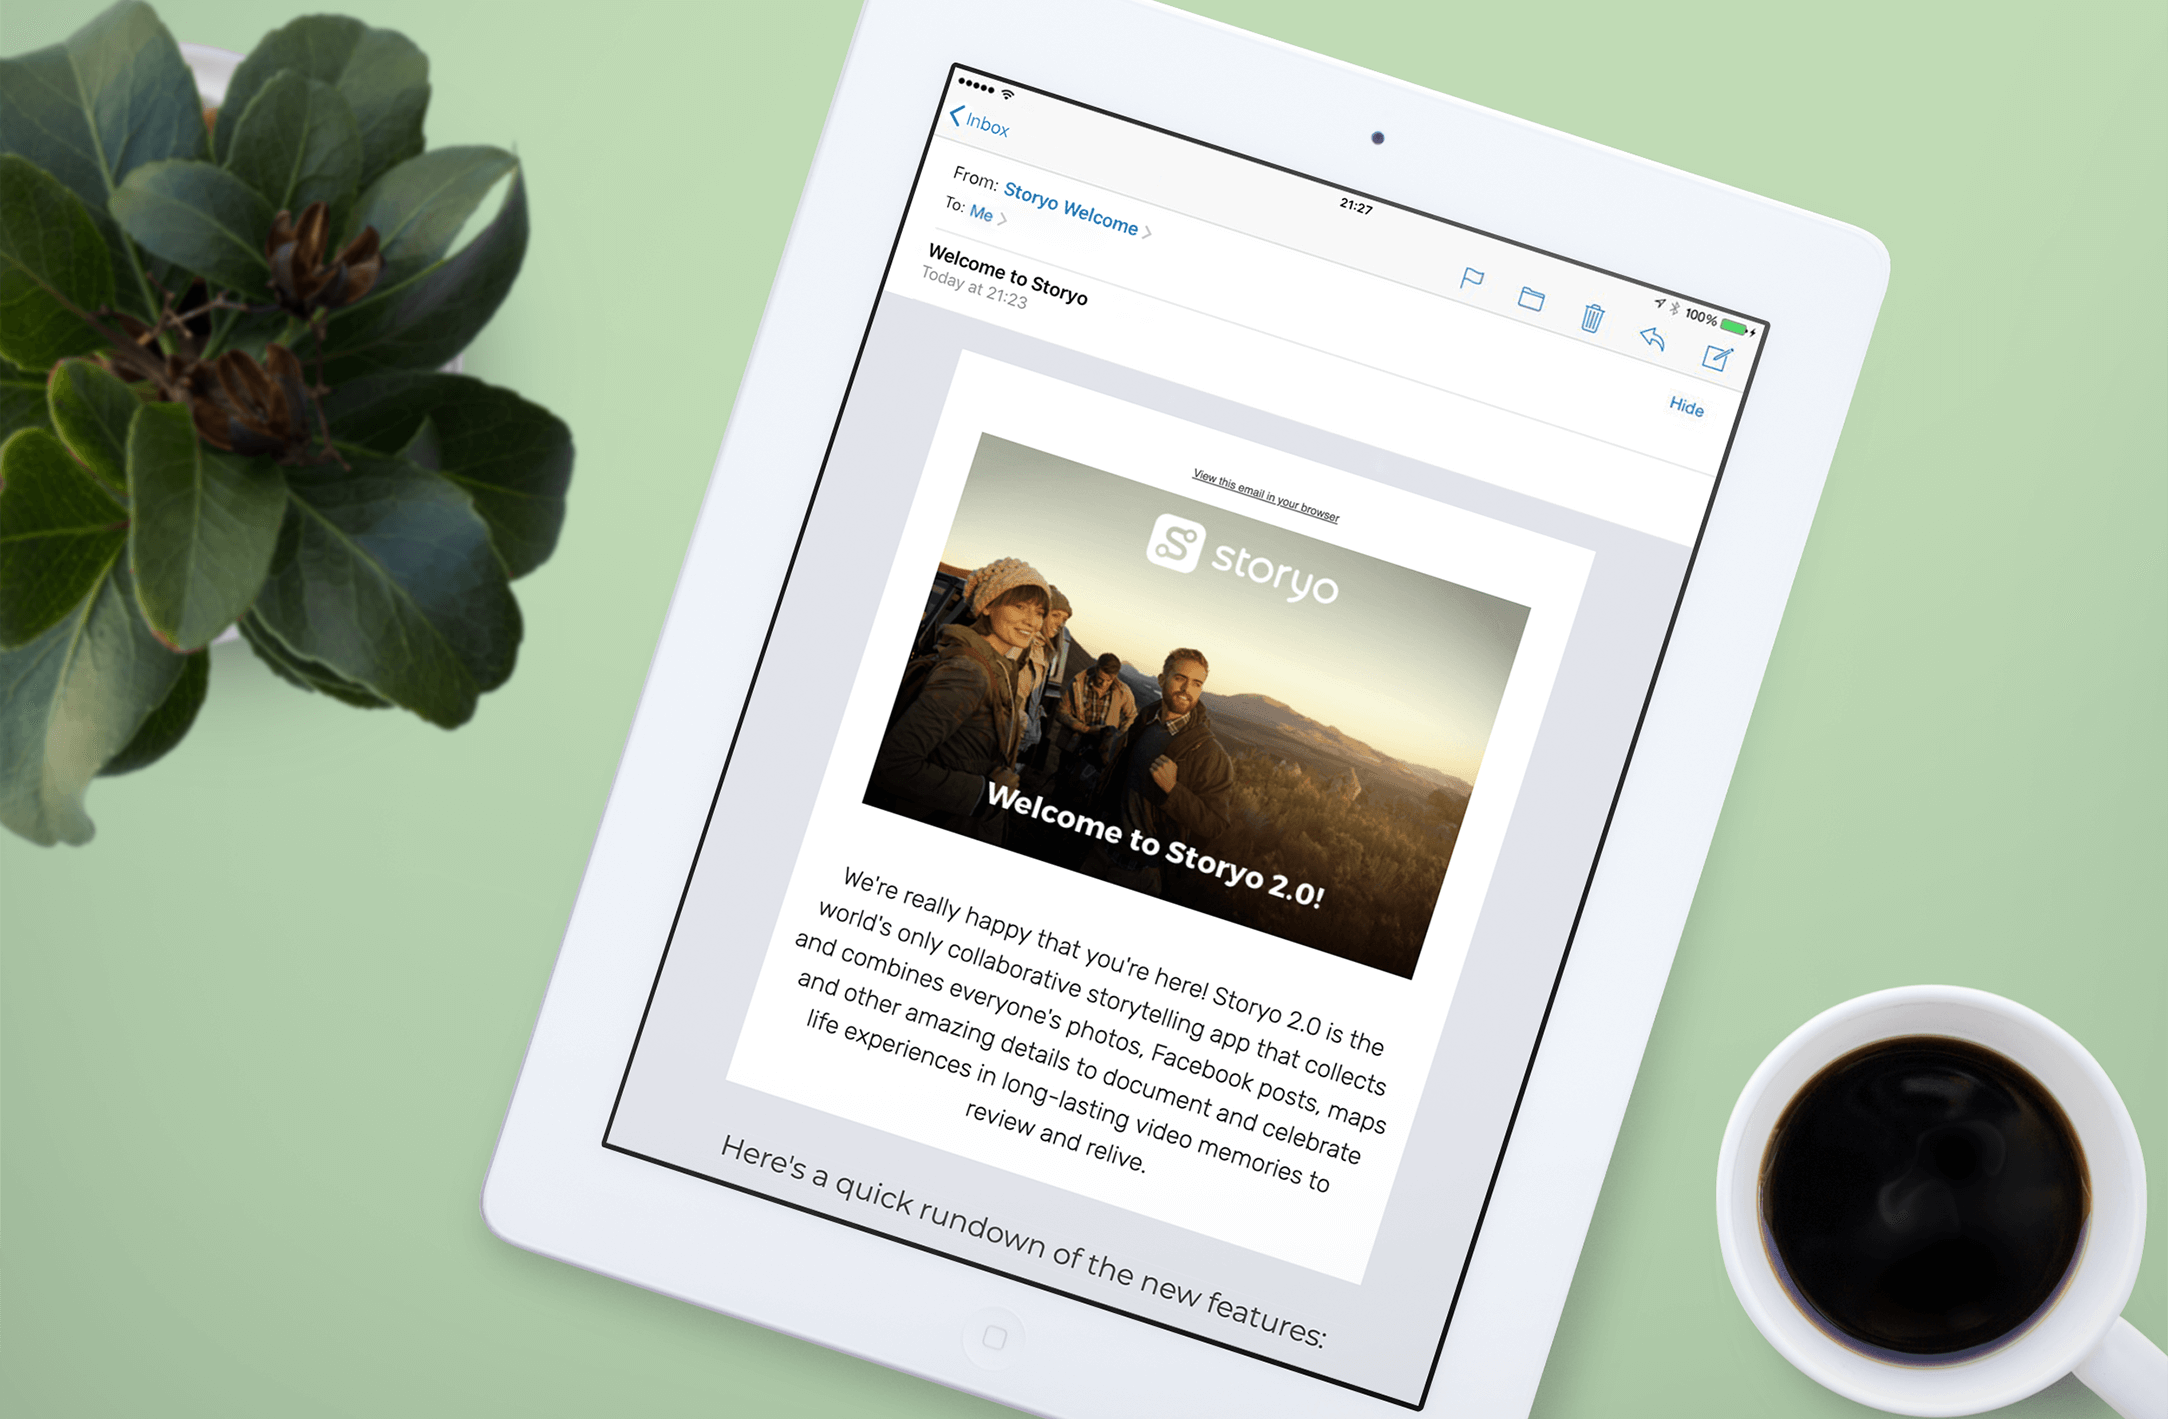 21:27
100%
Inbox
From: Storyo Welcome
To: Me
Hide
Welcome to Storyo
Today at 21:23
View this email in your browser
S storyo
Welcome to Storyo 2.0!
We're really happy that you're here! Storyo 2.0 is the
world's only collaborative storytelling app that collects
and combines everyone's photos, Facebook posts, maps
and other amazing details to document and celebrate
life experiences in long-lasting video memories to
review and relive.
Here's a quick rundown of the new features: